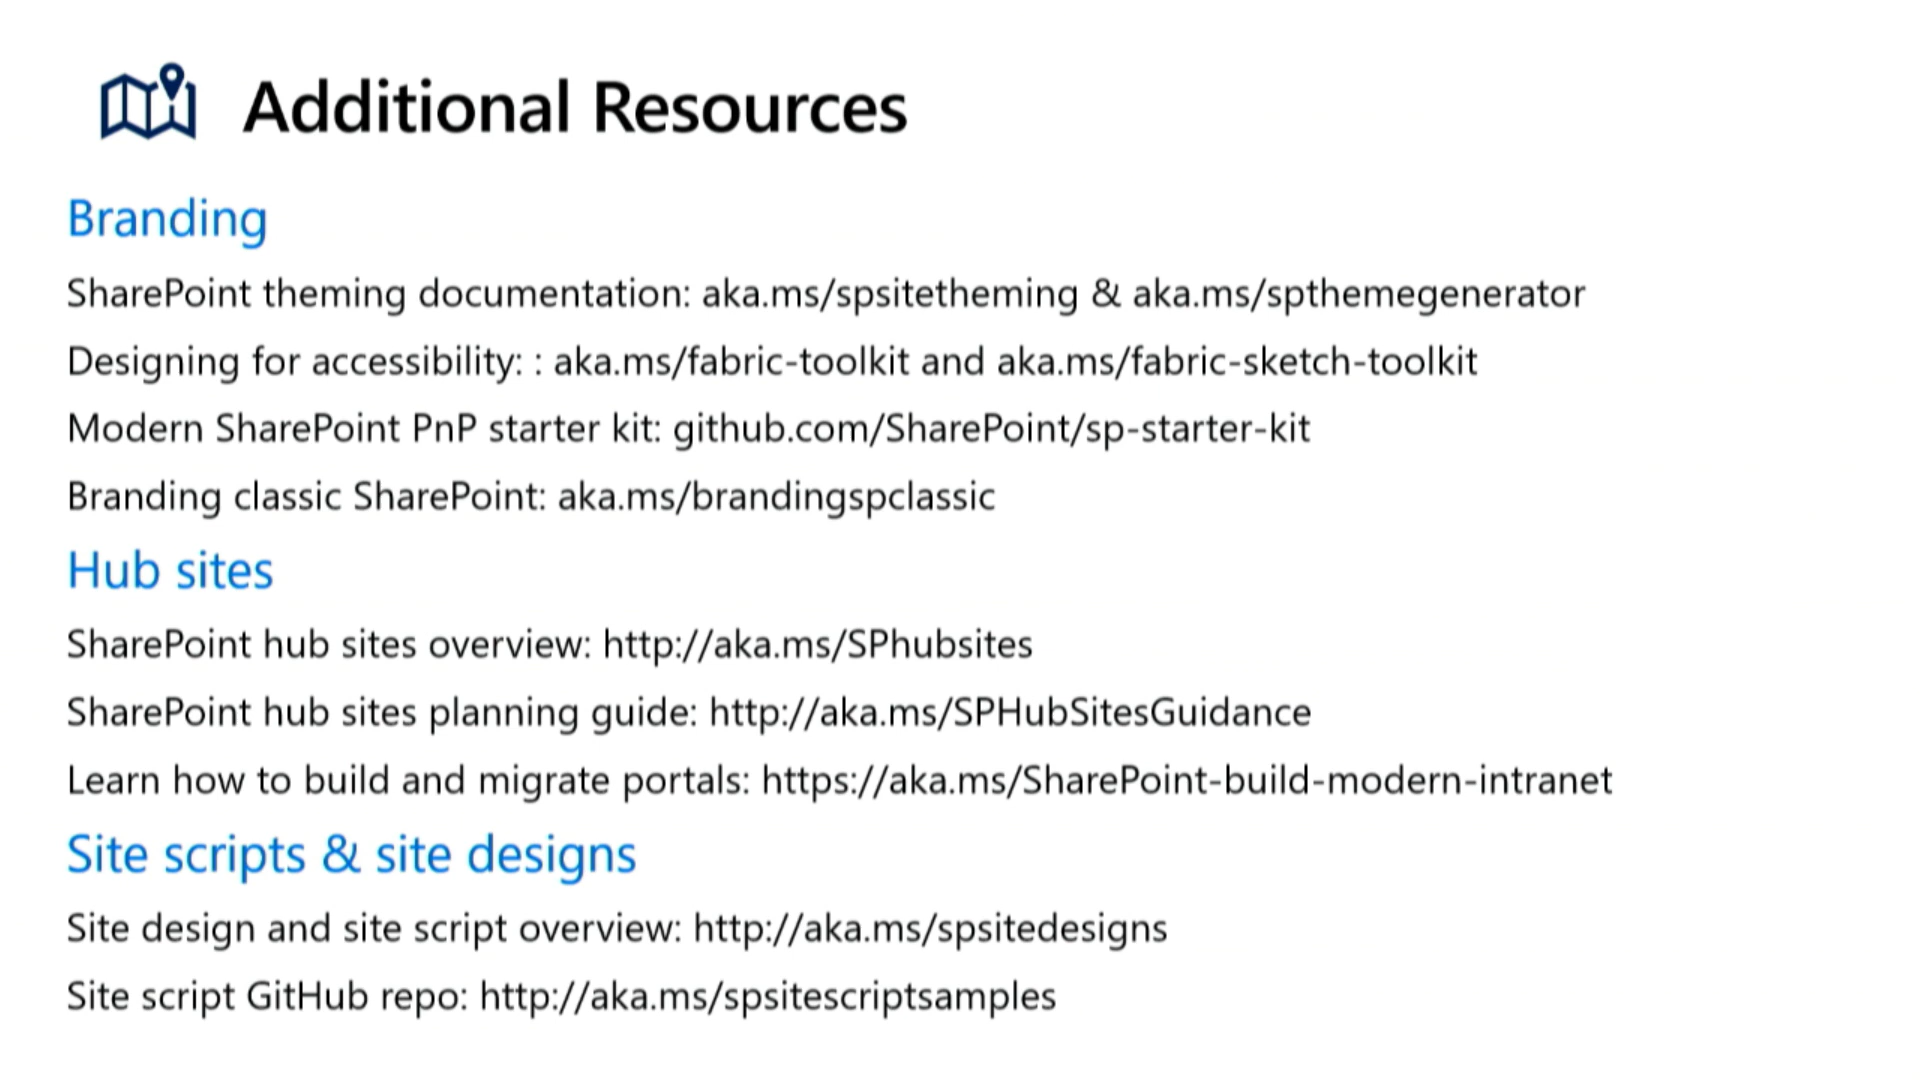 Additional Resources
Branding
SharePoint theming documentation: aka.ms/spsitetheming & aka.ms/spthemegenerator
Designing for accessibility: : aka.ms/fabric-toolkit and aka.ms/fabric-sketch-toolkit
Modern SharePoint PnP starter kit: github.com/SharePoint/sp-starter-kit
Branding classic SharePoint: aka.ms/brandingspclassic
Hub sites
SharePoint hub sites overview: http://aka.ms/SPhubsites
SharePoint hub sites planning guide: http://aka.ms/SPHubSitesGuidance
Learn how to build and migrate portals: https://aka.ms/SharePoint-build-modern-intranet
Site scripts & site designs
Site design and site script overview: http://aka.ms/spsitedesigns
Site script GitHub repo: http://aka.ms/spsitescriptsamples